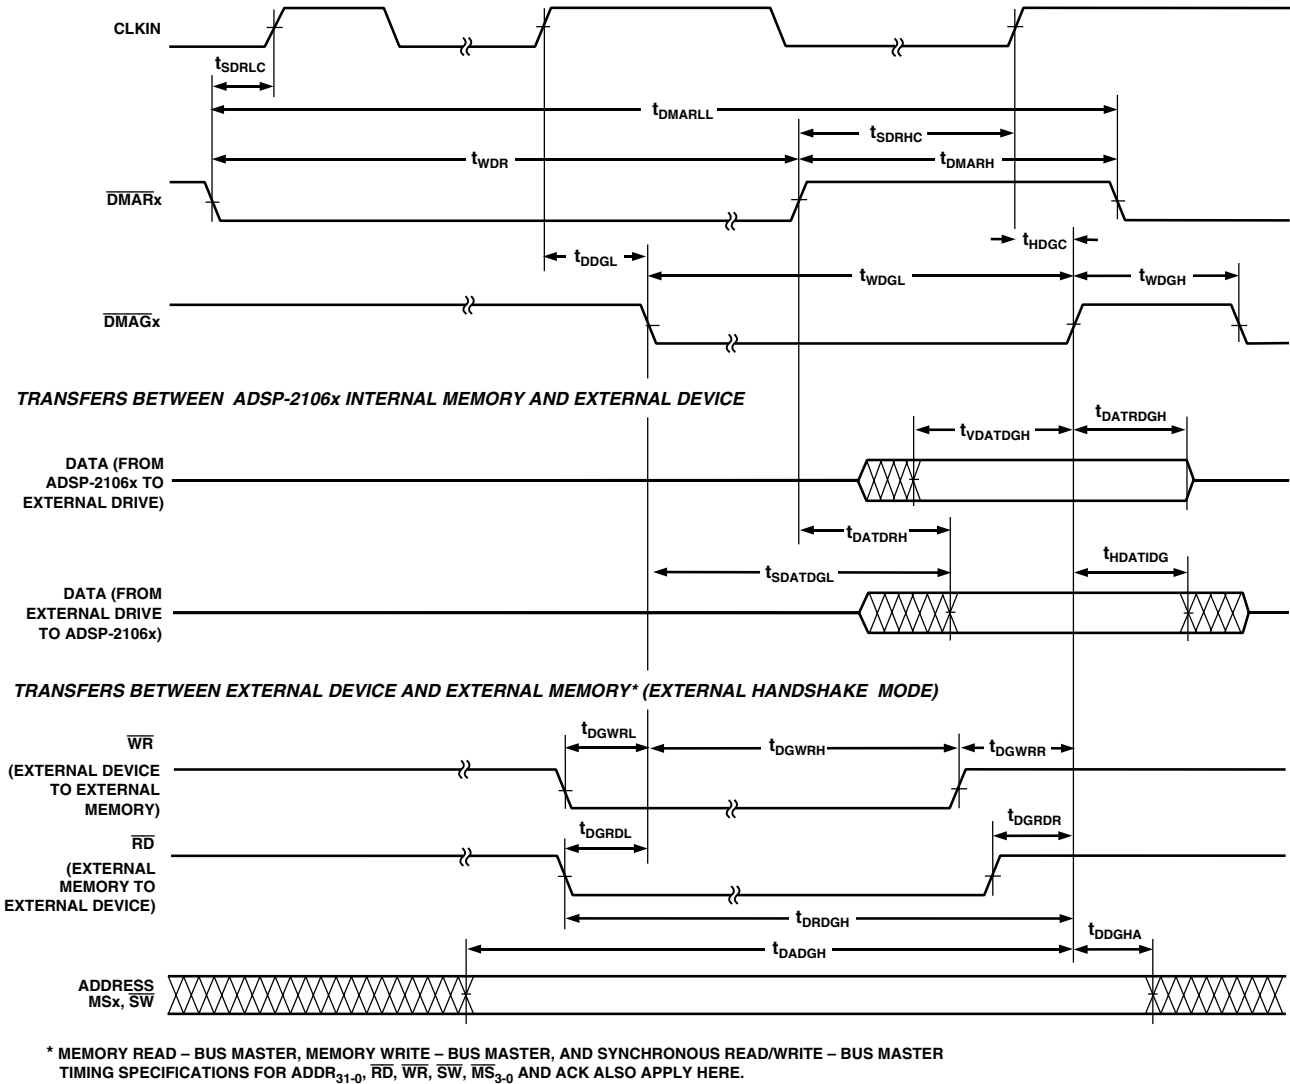 CLKIN
tSDRLC
tDMARLL
tSDRHC
tWDR
tDMARH
DMARx
tHDGC
tDDGL
tWDGL
tWDGH
DMAGx
TRANSFERS BETWEEN ADSP-2106x INTERNAL MEMORY AND EXTERNAL DEVICE
tVDATDGH
tDATRDGH
DATA (FROM
ADSP-2106x TO
EXTERNAL DRIVE)
tDATDRH
tHDATIDG
tSDATDGL
DATA (FROM
EXTERNAL DRIVE
TO ADSP-2106x)
TRANSFERS BETWEEN EXTERNAL DEVICE AND EXTERNAL MEMORY* (EXTERNAL HANDSHAKE MODE)
tDGWRL
tDGWRH
tDGWRR
WR
(EXTERNAL DEVICE
TO EXTERNAL
MEMORY)
tDGRDR
tDGRDL
RD
(EXTERNAL
MEMORY TO
EXTERNAL DEVICE)
tDRDGH
tDADGH
tDDGHA
ADDRESS
MSx, SW
* MEMORY READ – BUS MASTER, MEMORY WRITE – BUS MASTER, AND SYNCHRONOUS READ/WRITE – BUS MASTER
TIMING SPECIFICATIONS FOR ADDR31-0, RD, WR, SW, MS3-0 AND ACK ALSO APPLY HERE.